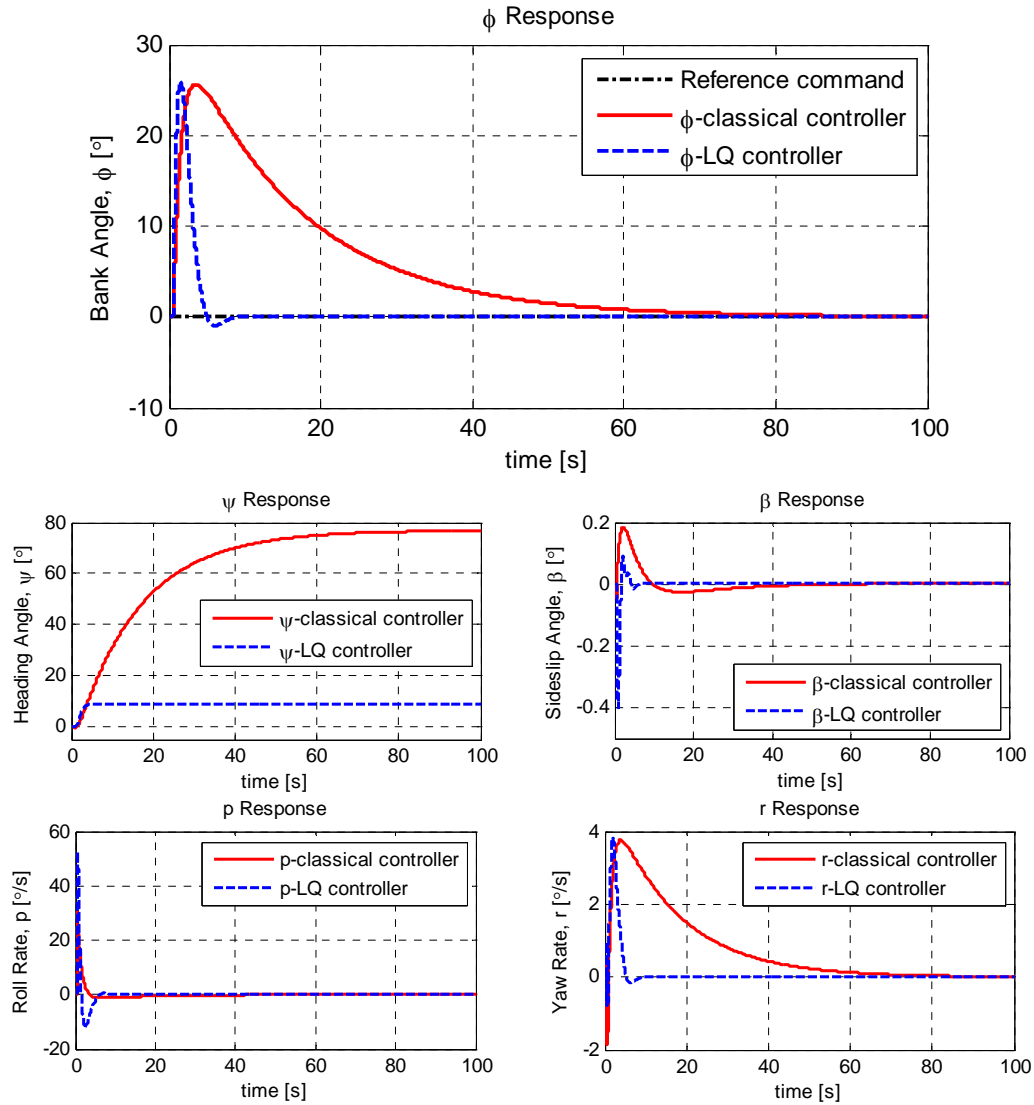 ϕ Response
30
20
10
0
-10
Bank Angle, ϕ [°]
Reference command
ϕ-classical controller
ϕ-LQ controller
0 20 40 60 80 100
time [s]
ψ Response
80
60
40
20
0
Heading Angle, ψ [°]
ψ-classical controller
ψ-LQ controller
0 20 40 60 80 100
time [s]
β Response
0.2
0
-0.2
-0.4
Sideslip Angle, β [°]
β-classical controller
β-LQ controller
0 20 40 60 80 100
time [s]
p Response
60
40
20
0
-20
Roll Rate, p [°/s]
p-classical controller
p-LQ controller
0 20 40 60 80 100
time [s]
r Response
4
2
0
-2
Yaw Rate, r [°/s]
r-classical controller
r-LQ controller
0 20 40 60 80 100
time [s]